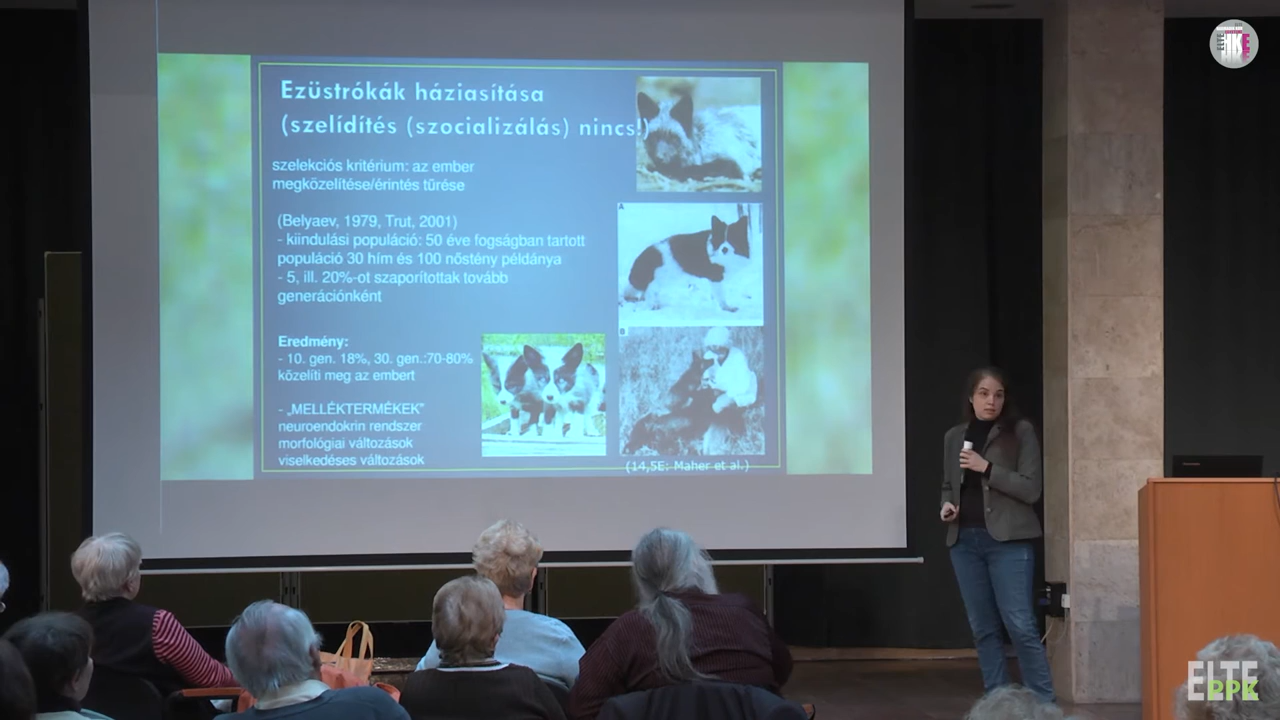 Ezüstrókák háziasítása
(szelídítés (szocializálás) nincs!)
szelekciós kritérium: az ember
megközelítése/érintés tűrése
(Belyaev, 1979, Trut, 2001)
- kiindulási populáció: 50 éve fogságban tartott
populáció 30 hím és 100 nőstény példánya
- 5, ill. 20%-ot szaporítottak tovább
generációnként
Eredmény:
- 10. gen. 18%, 30. gen.:70-80%
közelíti meg az embert
- „MELLÉKTERMÉKEK"
neuroendokrin rendszer
morfológiai változások
viselkedéses változások
A
B
(14,5E: Maher et al.)
ELTE
PPK